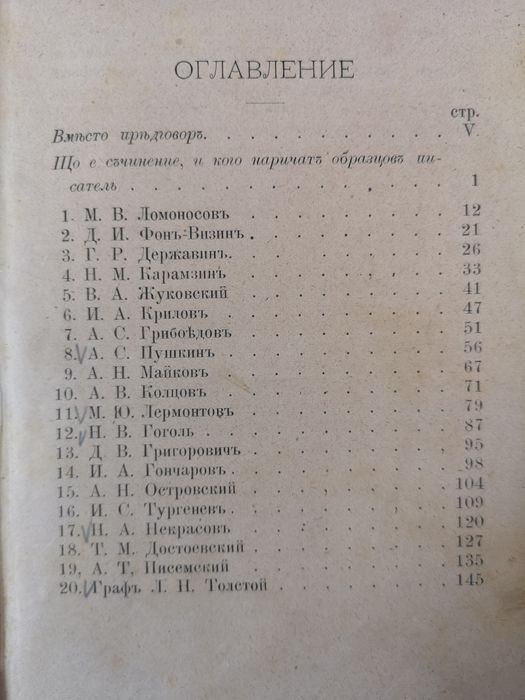 ОГЛАВЛЕНИЕ
стр.
Вмѣсто прѣдговоръ. . . . . . . . . . V
Що е съчинение, и кого наричатъ образцовъ пи-
сатель . . . . . . . . . . 1
1. М. В. Ломоносовъ . . . . . . . 12
2. Д. И. Фонъ-Визинъ . . . . . . . 21
3. Г. Р. Державинъ . . . . . . . 26
4. Н. М. Карамзинъ . . . . . . . 33
5. В. А. Жуковский . . . . . . . 41
6. И. А. Криловъ . . . . . . . 47
7. А. С. Грибоѣдовъ . . . . . . . 51
8. А. С. Пушкинъ . . . . . . . 56
9. А. Н. Майковъ . . . . . . . 67
10. А. В. Колцовъ . . . . . . . 71
11. М. Ю. Лермонтовъ . . . . . . . 79
12. Н. В. Гоголь . . . . . . . 87
13. Д. В. Григоровичъ . . . . . . . 95
14. И. А. Гончаровъ . . . . . . . 98
15. А. Н. Островский . . . . . . . 104
16. И. С. Тургеневъ . . . . . . . 109
17. Н. А. Некрасовъ . . . . . . . 120
18. Т. М. Достоевский . . . . . . . 127
19, А. Т, Писемский . . . . . . . 135
20. Графъ Л. Н. Толстой . . . . . . . 145